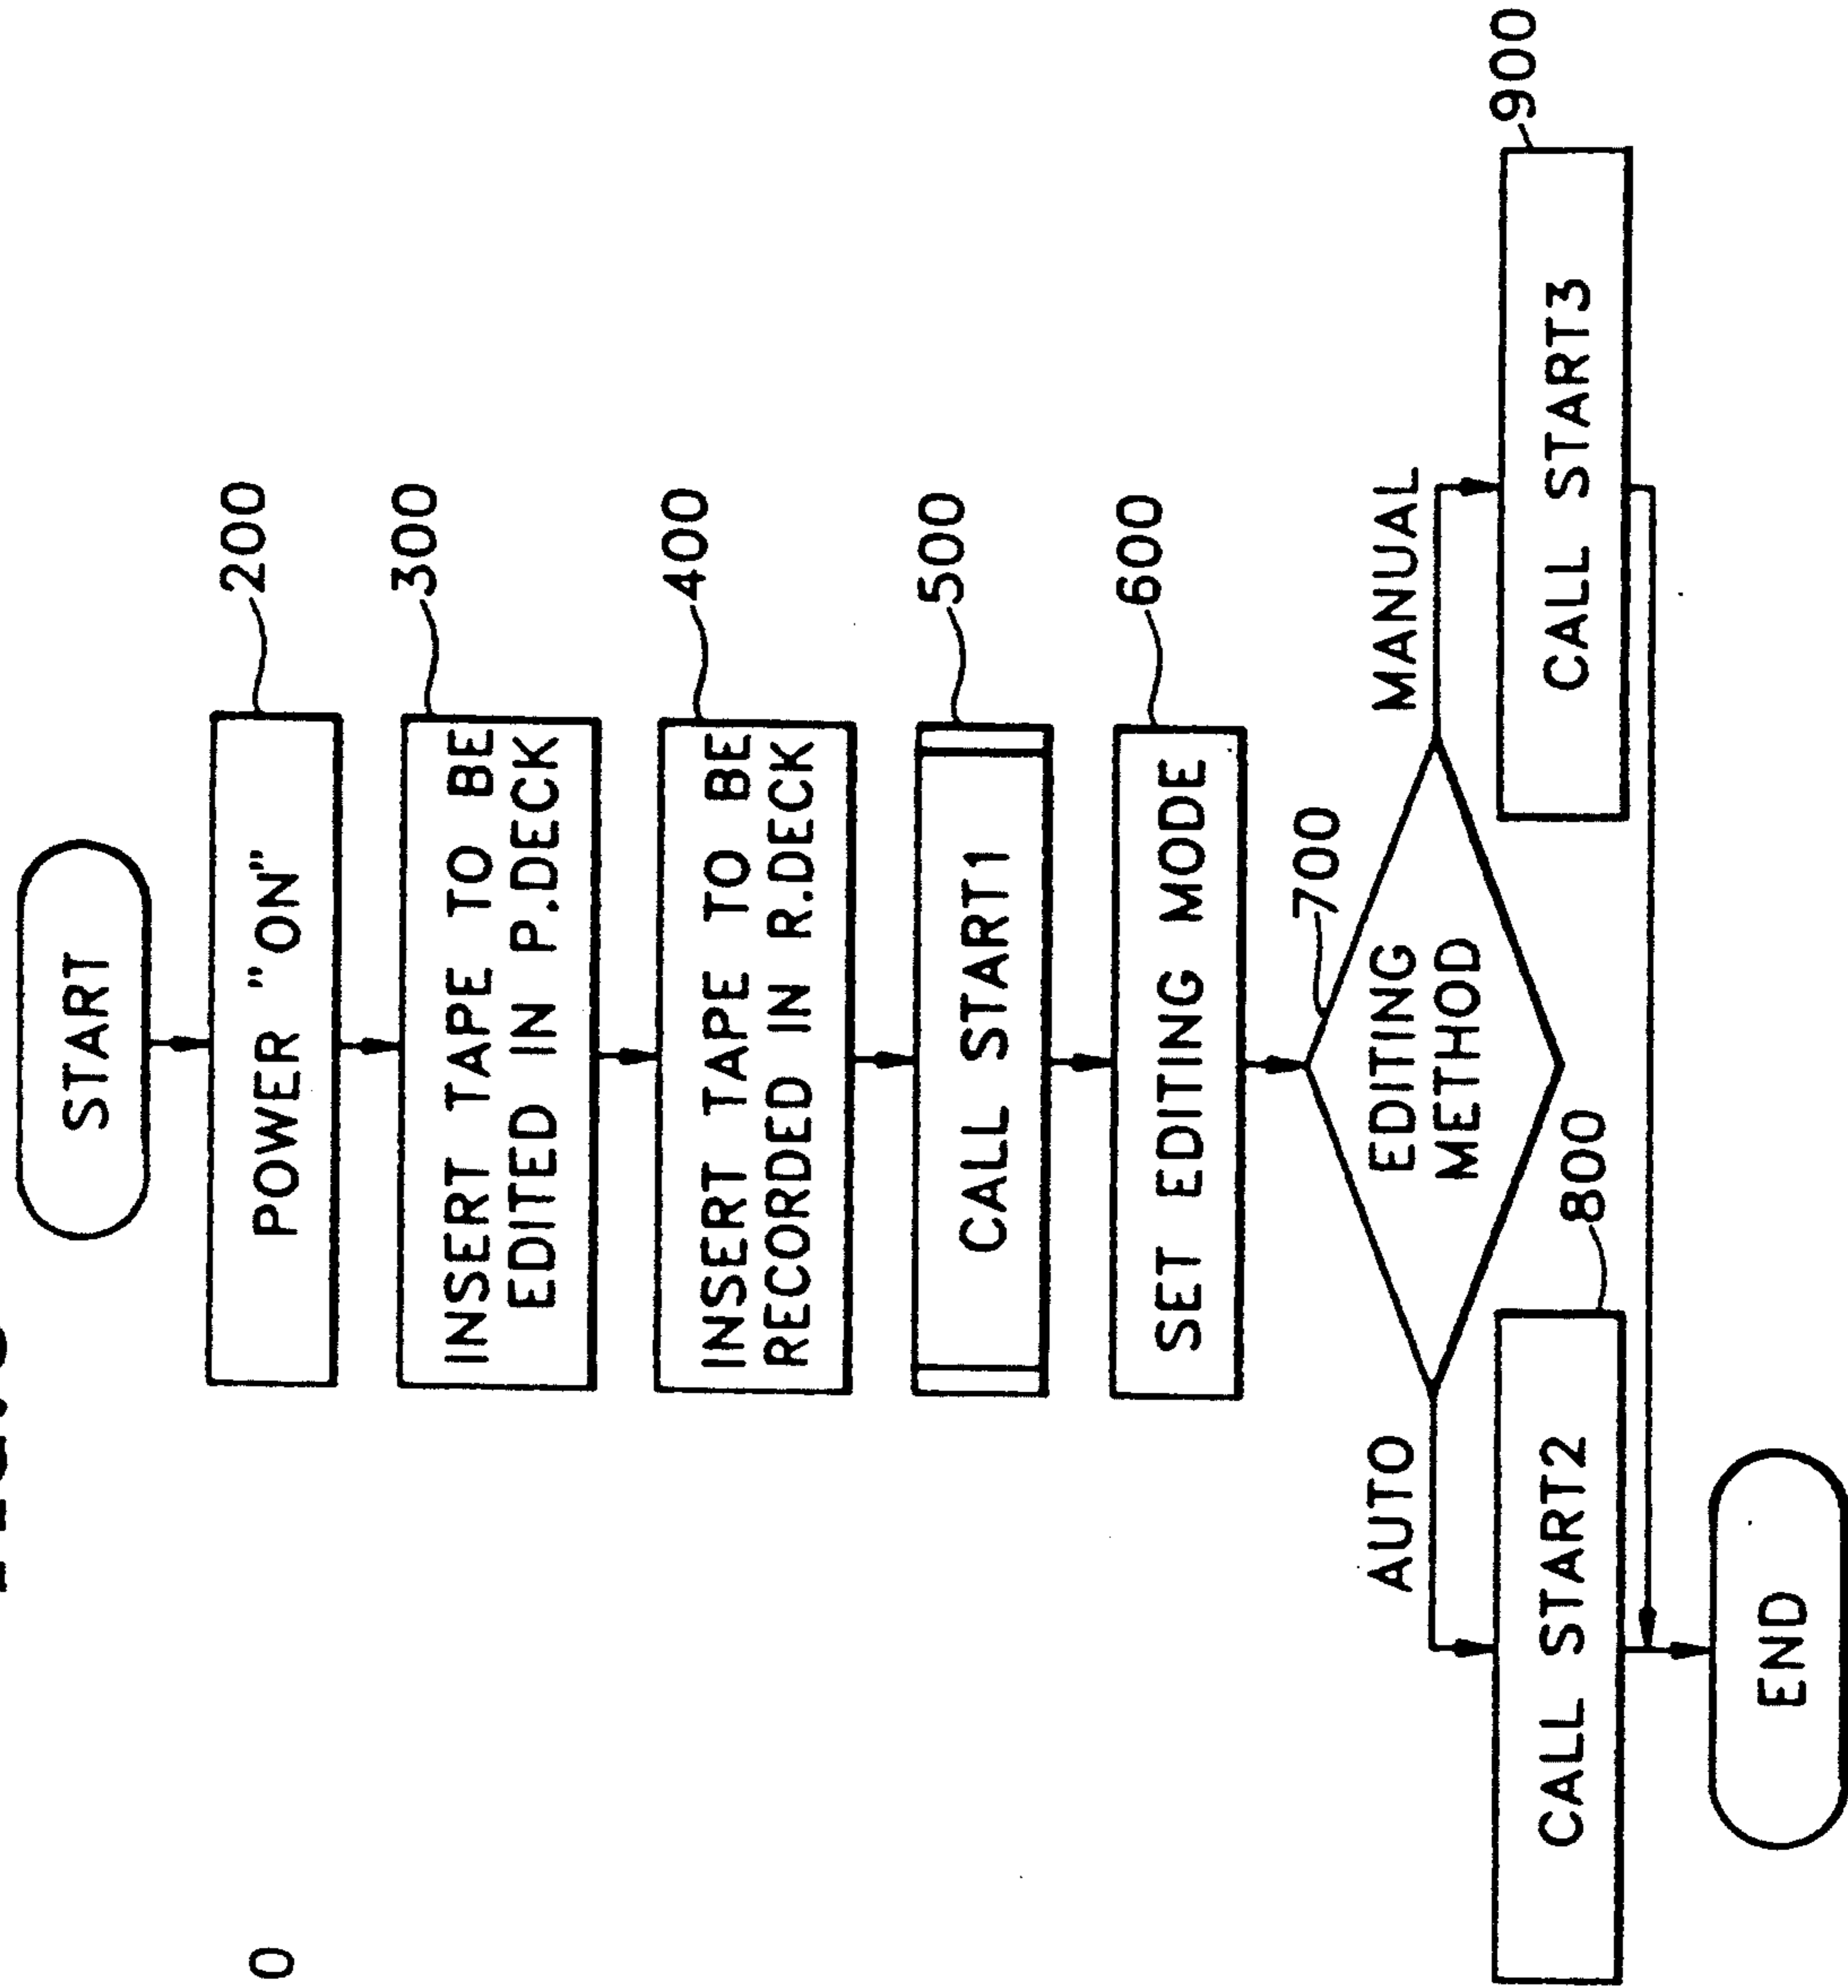 START
200
POWER "ON"
300
INSERT TAPE TO BE
EDITED IN P.DECK
400
INSERT TAPE TO BE
RECORDED IN R.DECK
500
CALL START1
600
SET EDITING MODE
700
EDITING
METHOD
AUTO
MANUAL
800
CALL START2
900
CALL START3
END
0